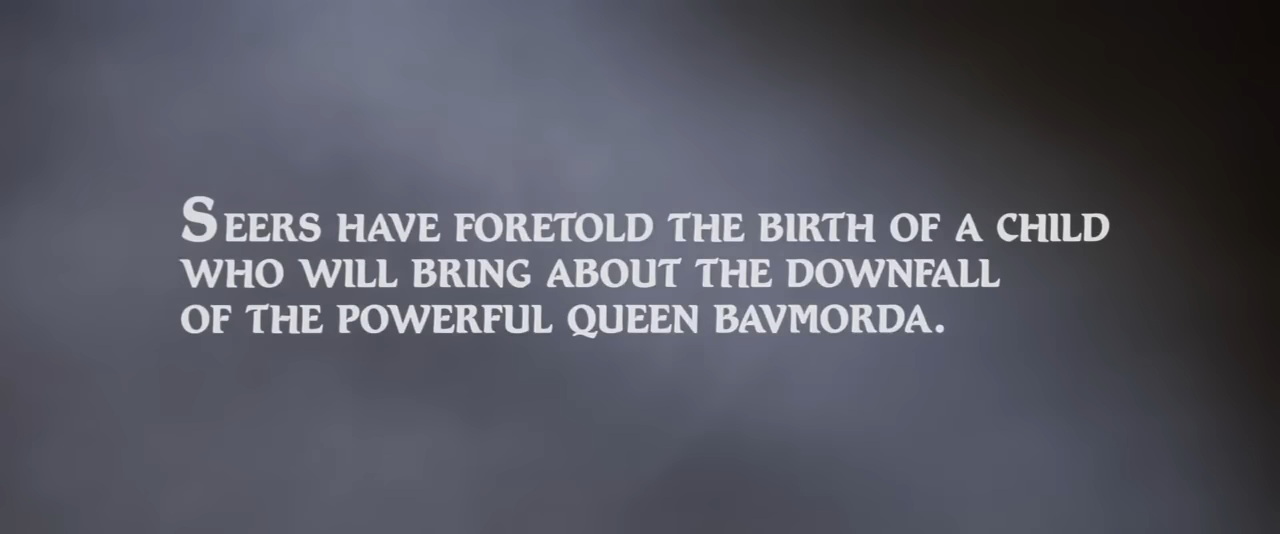 Seers have foretold the birth of a child
who will bring about the downfall
of the powerful Queen Bavmorda.